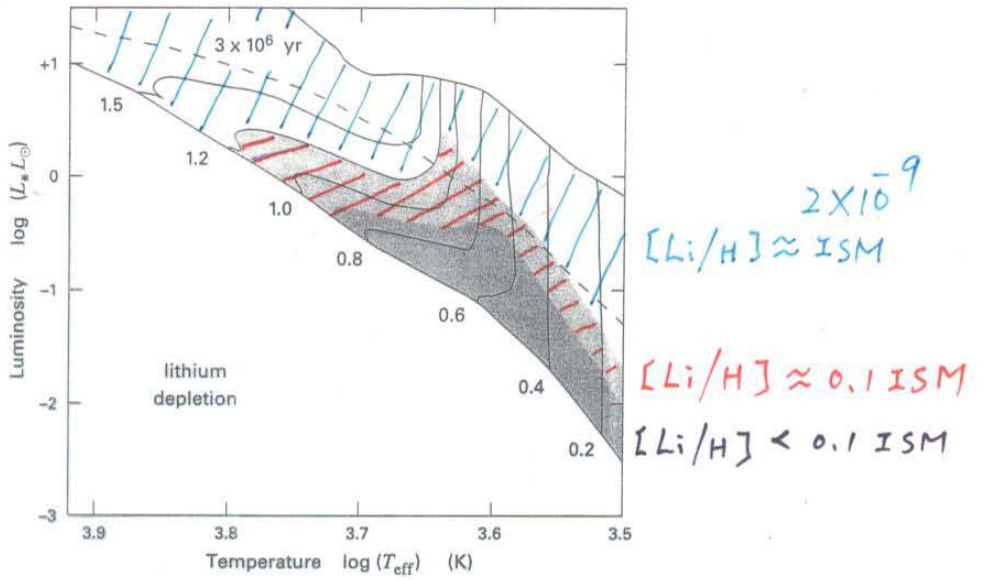 3 x 10⁶ yr
+1
0
−1
−2
−3
Luminosity log (L* L☉)
1.5
1.2
1.0
0.8
0.6
0.4
0.2
lithium
depletion
3.9
3.8
3.7
3.6
3.5
Temperature log (Teff) (K)
2X10⁻⁹
[Li/H] ≈ ISM
[Li/H] ≈ 0.1 ISM
[Li/H] < 0.1 ISM